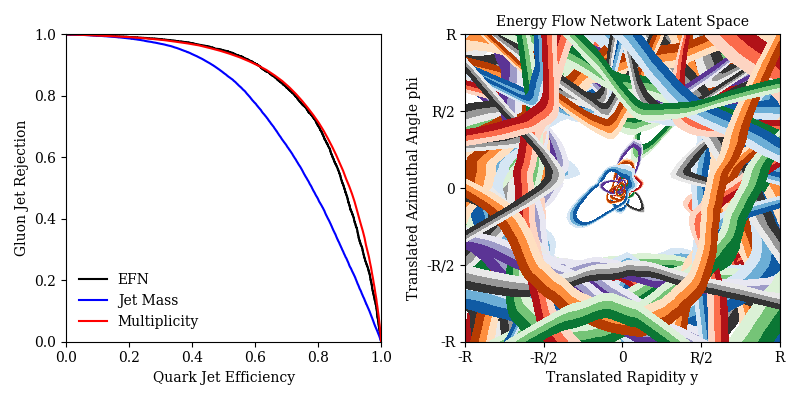 1.0
0.8
0.6
0.4
0.2
0.0
Gluon Jet Rejection
EFN
Jet Mass
Multiplicity
0.0 0.2 0.4 0.6 0.8 1.0
Quark Jet Efficiency
Energy Flow Network Latent Space
R
R/2
0
-R/2
-R
Translated Azimuthal Angle phi
-R -R/2 0 R/2 R
Translated Rapidity y